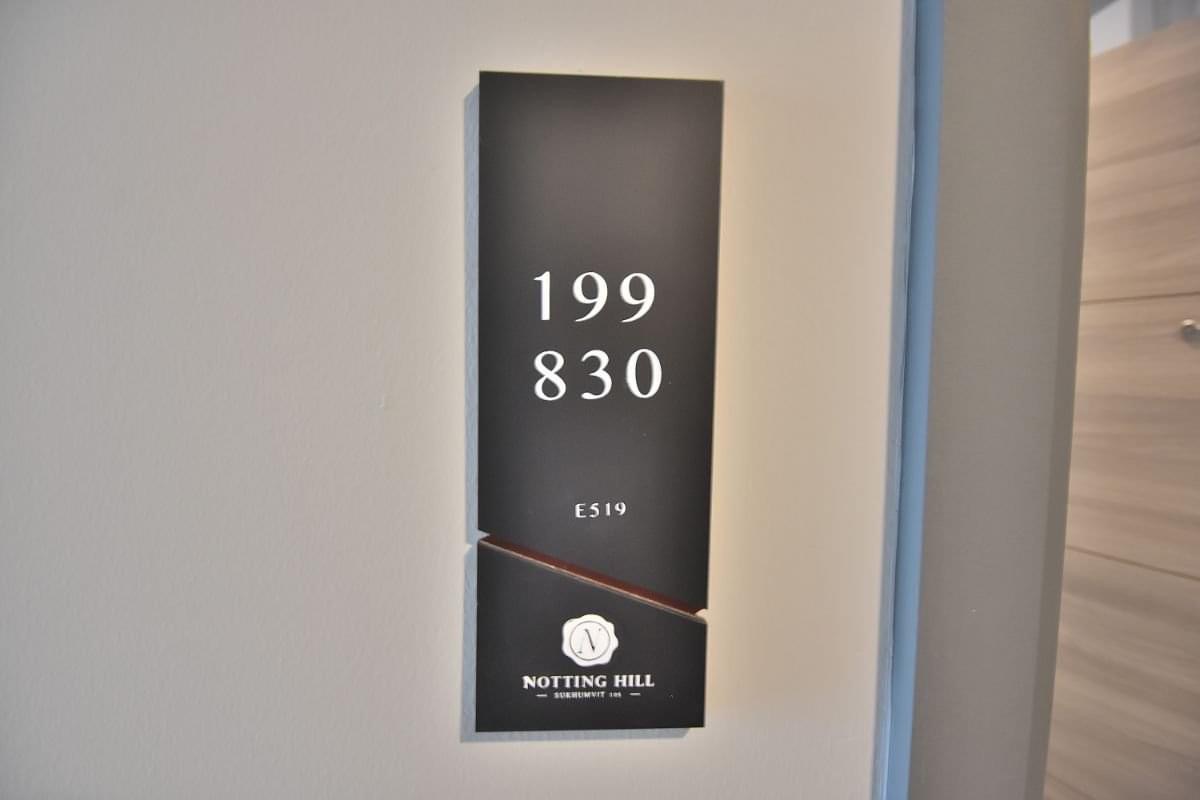 199
830
E519
N
NOTTING HILL
SUKHUMVIT 105